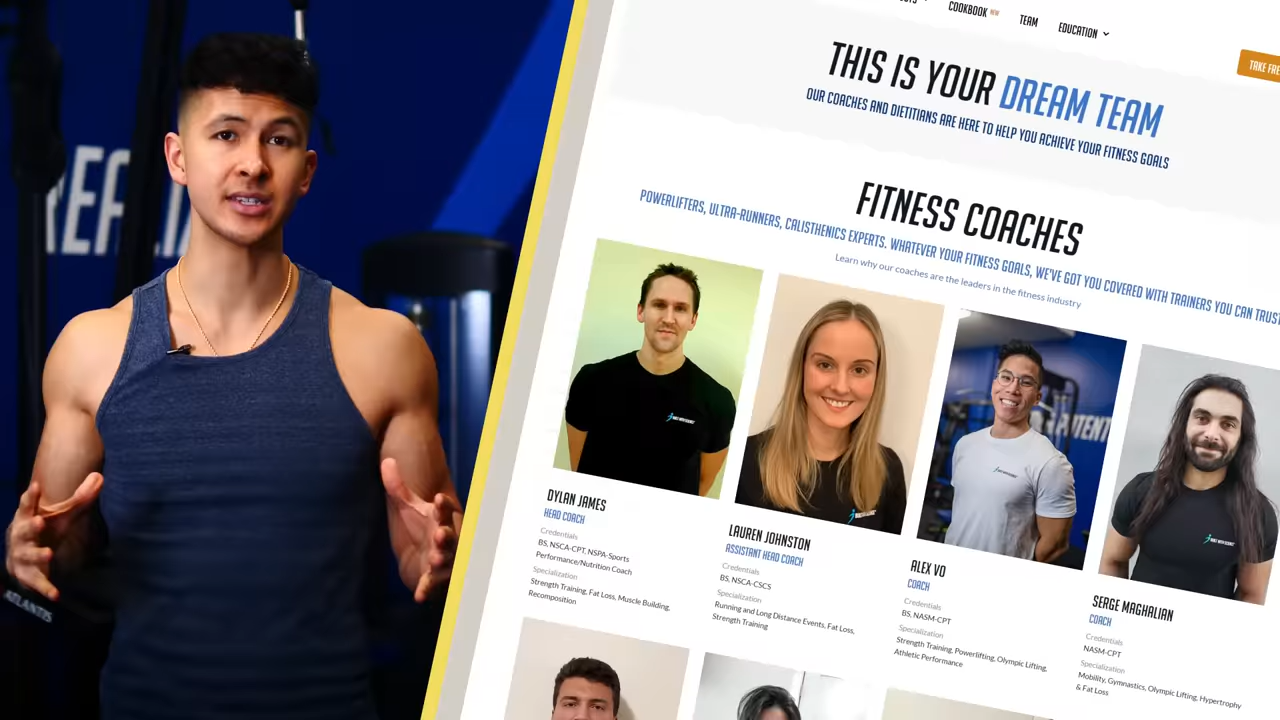 COOKBOOK NEW
TEAM
EDUCATION
TAKE FRE
THIS IS YOUR DREAM TEAM
OUR COACHES AND DIETITIANS ARE HERE TO HELP YOU ACHIEVE YOUR FITNESS GOALS
FITNESS COACHES
POWERLIFTERS, ULTRA-RUNNERS, CALISTHENICS EXPERTS. WHATEVER YOUR FITNESS GOALS, WE'VE GOT YOU COVERED WITH TRAINERS YOU CAN TRUST
Learn why our coaches are the leaders in the fitness industry
DYLAN JAMES
HEAD COACH
Credentials
BS, NSCA-CPT, NSPA-Sports
Performance/Nutrition Coach
Specialization
Strength Training, Fat Loss, Muscle Building,
Recomposition
LAUREN JOHNSTON
ASSISTANT HEAD COACH
Credentials
BS, NSCA-CSCS
Specialization
Running and Long Distance Events, Fat Loss,
Strength Training
POTENT
ALEX VO
COACH
Credentials
BS, NASM-CPT
Specialization
Strength Training, Powerlifting, Olympic Lifting,
Athletic Performance
SERGE MAGHALIAN
COACH
Credentials
NASM-CPT
Specialization
Mobility, Gymnastics, Olympic Lifting, Hypertrophy
& Fat Loss
ATLANTIS